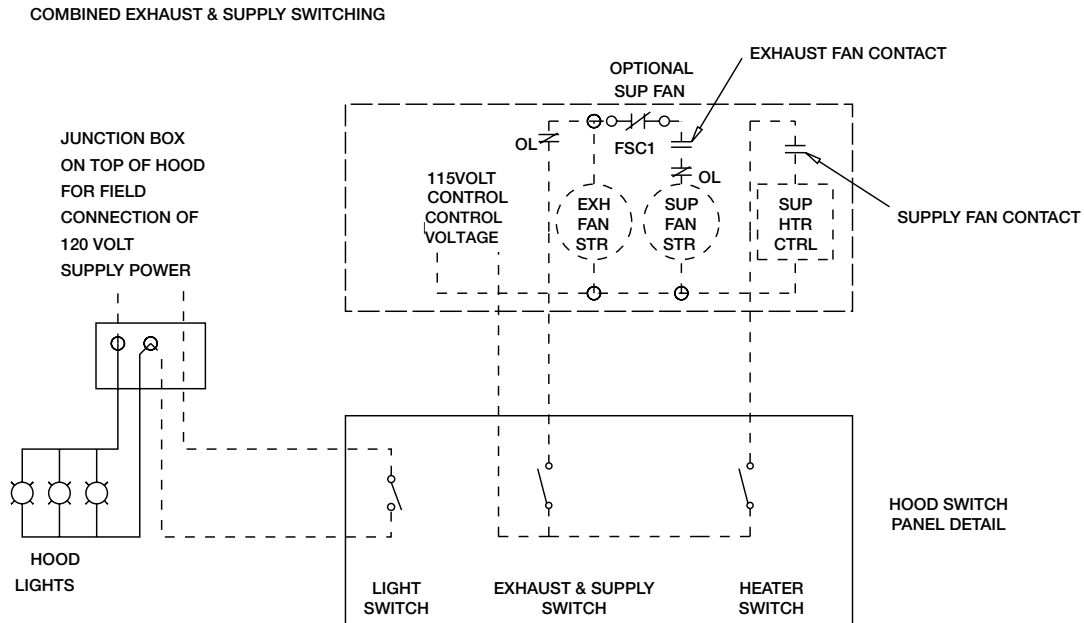 COMBINED EXHAUST & SUPPLY SWITCHING
EXHAUST FAN CONTACT
OPTIONAL
SUP FAN
JUNCTION BOX
ON TOP OF HOOD
FOR FIELD
CONNECTION OF
120 VOLT
SUPPLY POWER
OL
FSC1
OL
115VOLT
CONTROL
CONTROL
VOLTAGE
EXH
FAN
STR
SUP
FAN
STR
SUP
HTR
CTRL
SUPPLY FAN CONTACT
HOOD
LIGHTS
LIGHT
SWITCH
EXHAUST & SUPPLY
SWITCH
HEATER
SWITCH
HOOD SWITCH
PANEL DETAIL